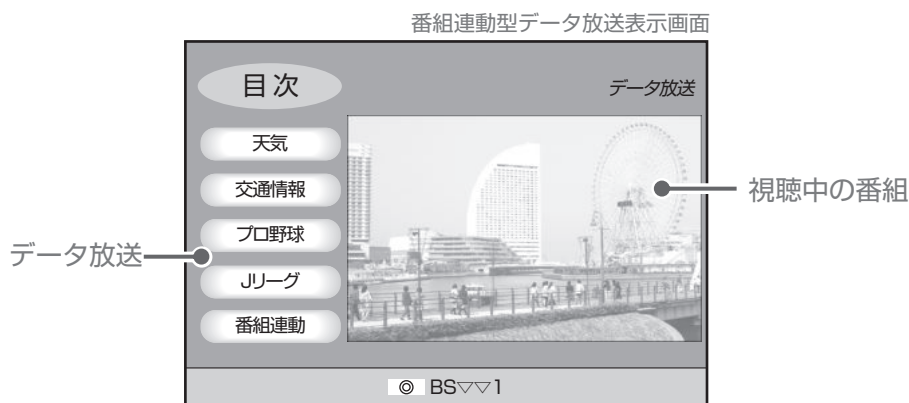 番組連動型データ放送表示画面
目次
データ放送
天気
交通情報
プロ野球
Jリーグ
番組連動
データ放送
視聴中の番組
◎ BS▽▽1